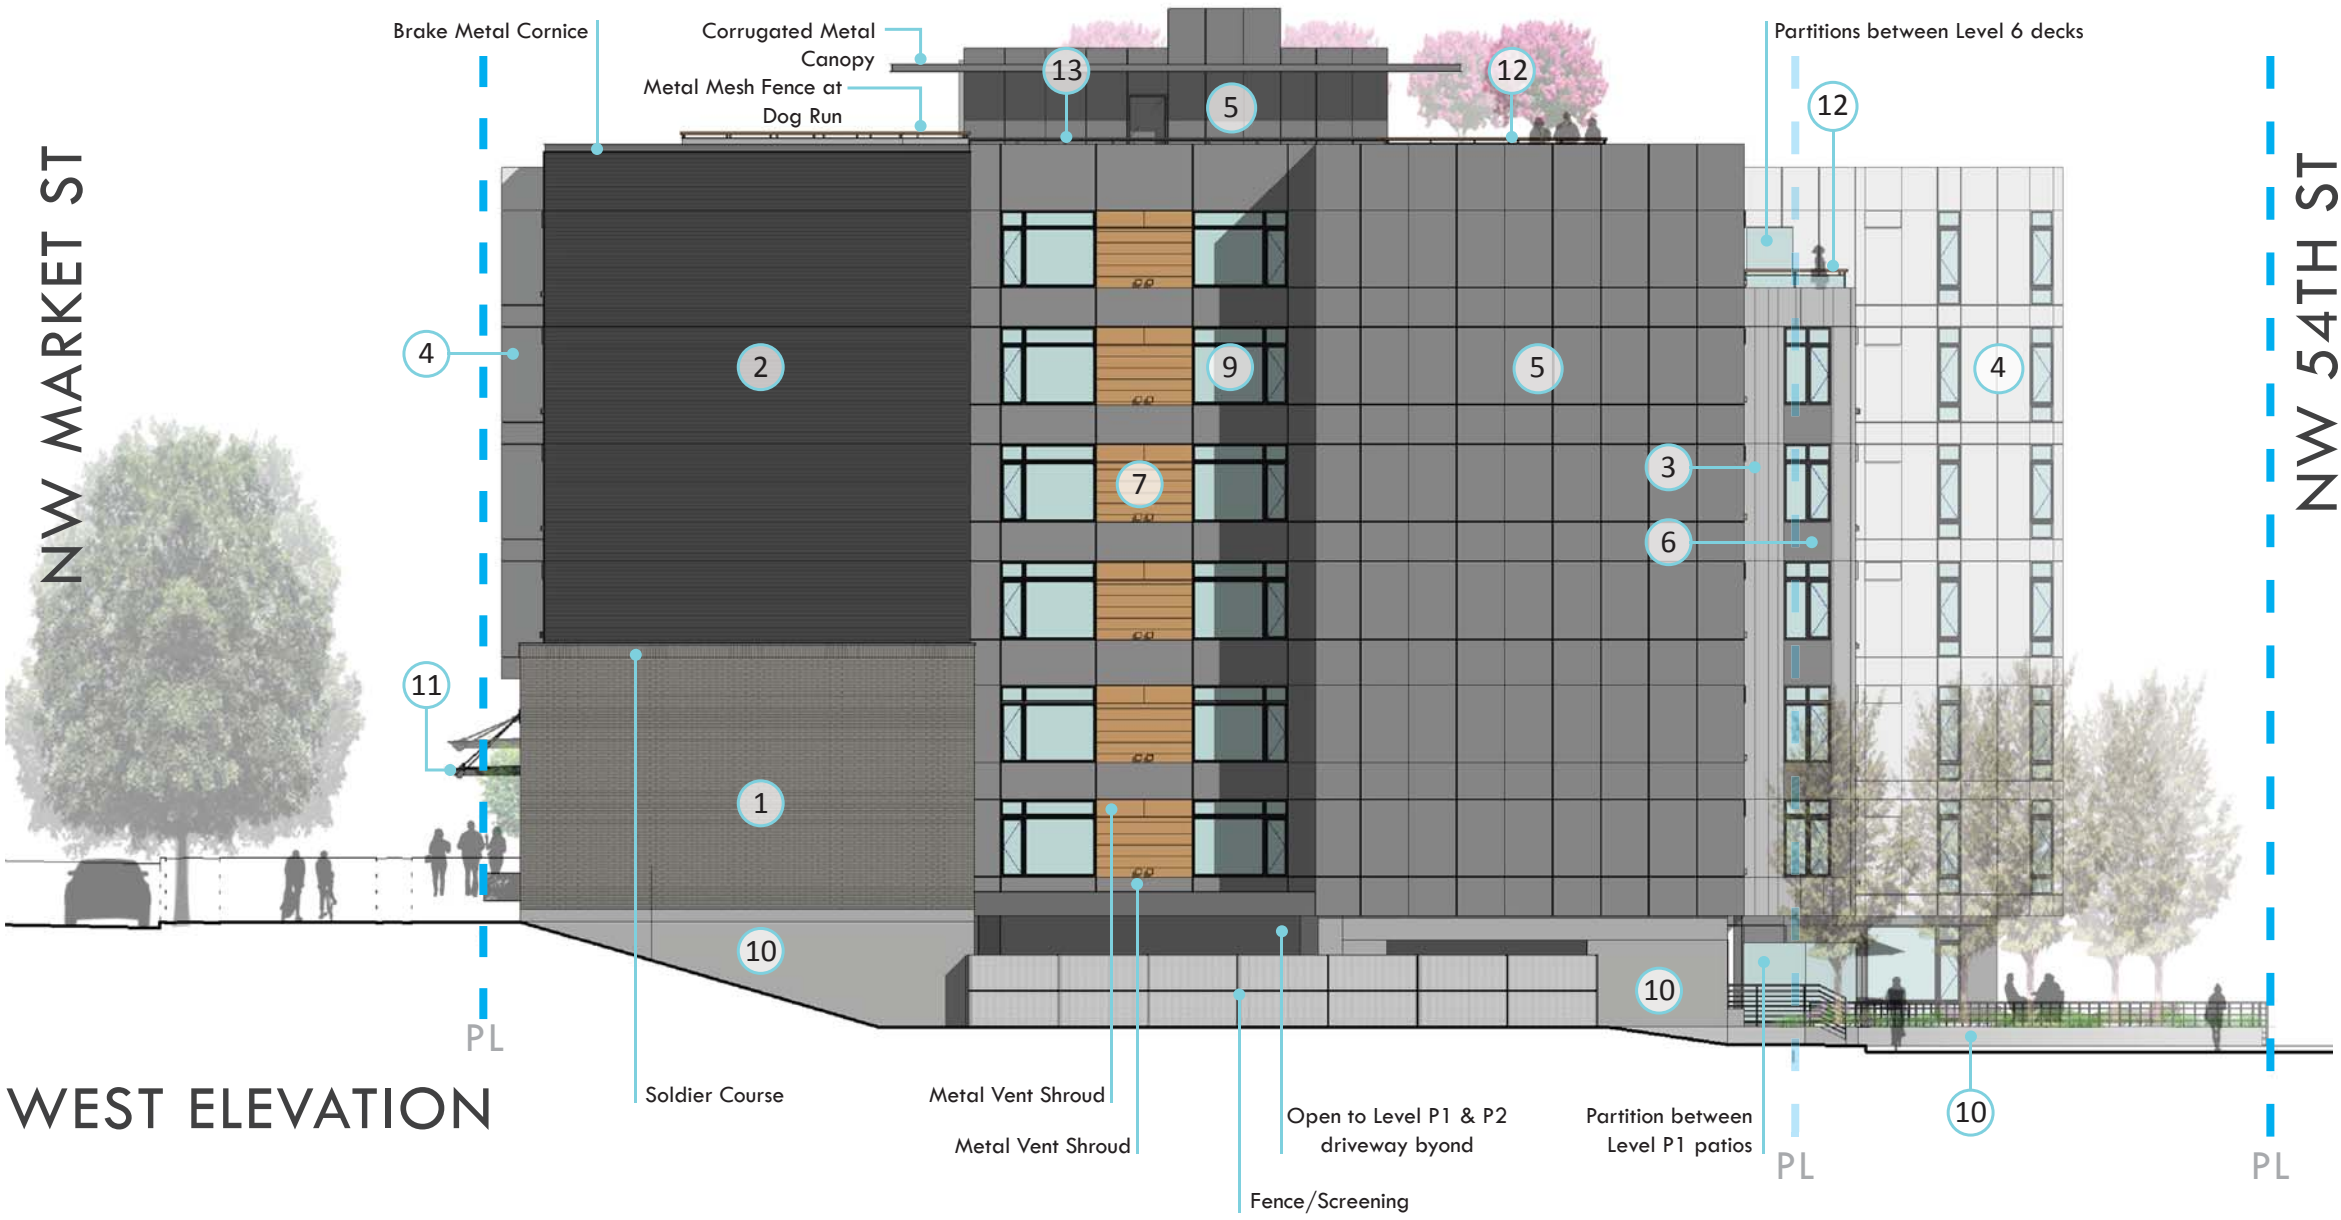 Brake Metal Cornice
Corrugated Metal
Canopy
Metal Mesh Fence at
Dog Run
Partitions between Level 6 decks
13
12
5
12
NW MARKET ST
NW 54TH ST
4
2
9
5
4
3
7
6
11
1
10
10
PL
WEST ELEVATION
Soldier Course
Metal Vent Shroud
Metal Vent Shroud
Open to Level P1 & P2
driveway byond
Fence/Screening
Partition between
Level P1 patios
10
PL
PL